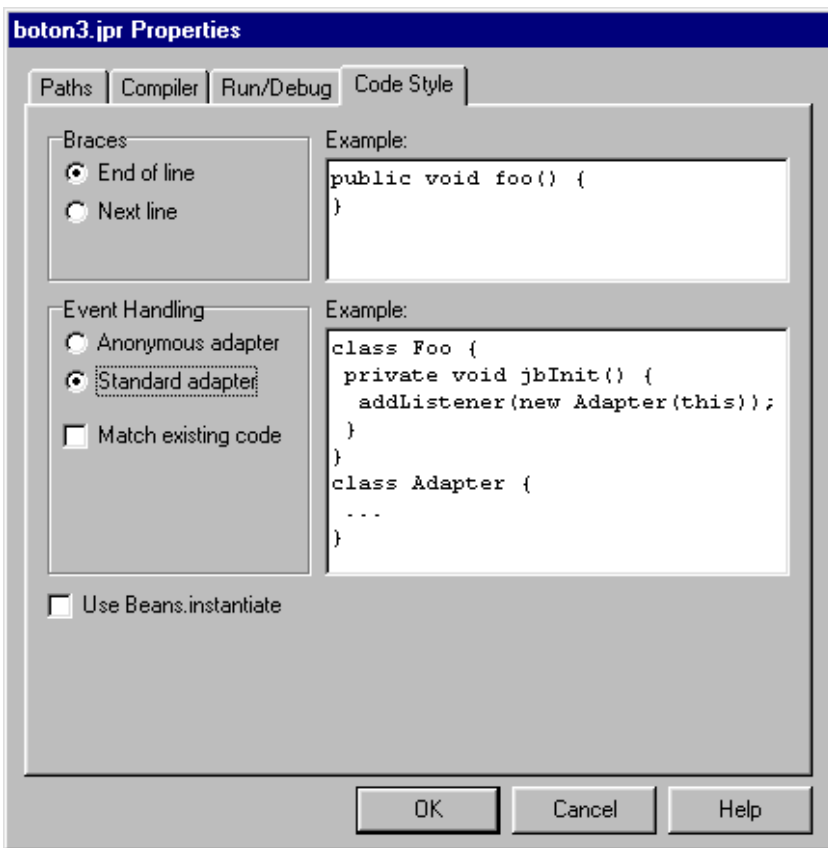 boton3.jpr Properties
Paths Compiler Run/Debug Code Style
Braces
End of line
Next line
Example:
public void foo() {
}
Event Handling
Anonymous adapter
Standard adapter
Match existing code
Example:
class Foo {
 private void jbInit() {
  addListener(new Adapter(this));
 }
}
class Adapter {
 ...
}
Use Beans.instantiate
OK Cancel Help